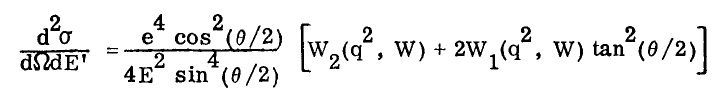 d²σ/dΩdE' = e⁴ cos²(θ/2) / 4E² sin⁴(θ/2) [W₂(q², W) + 2W₁(q², W) tan²(θ/2)]